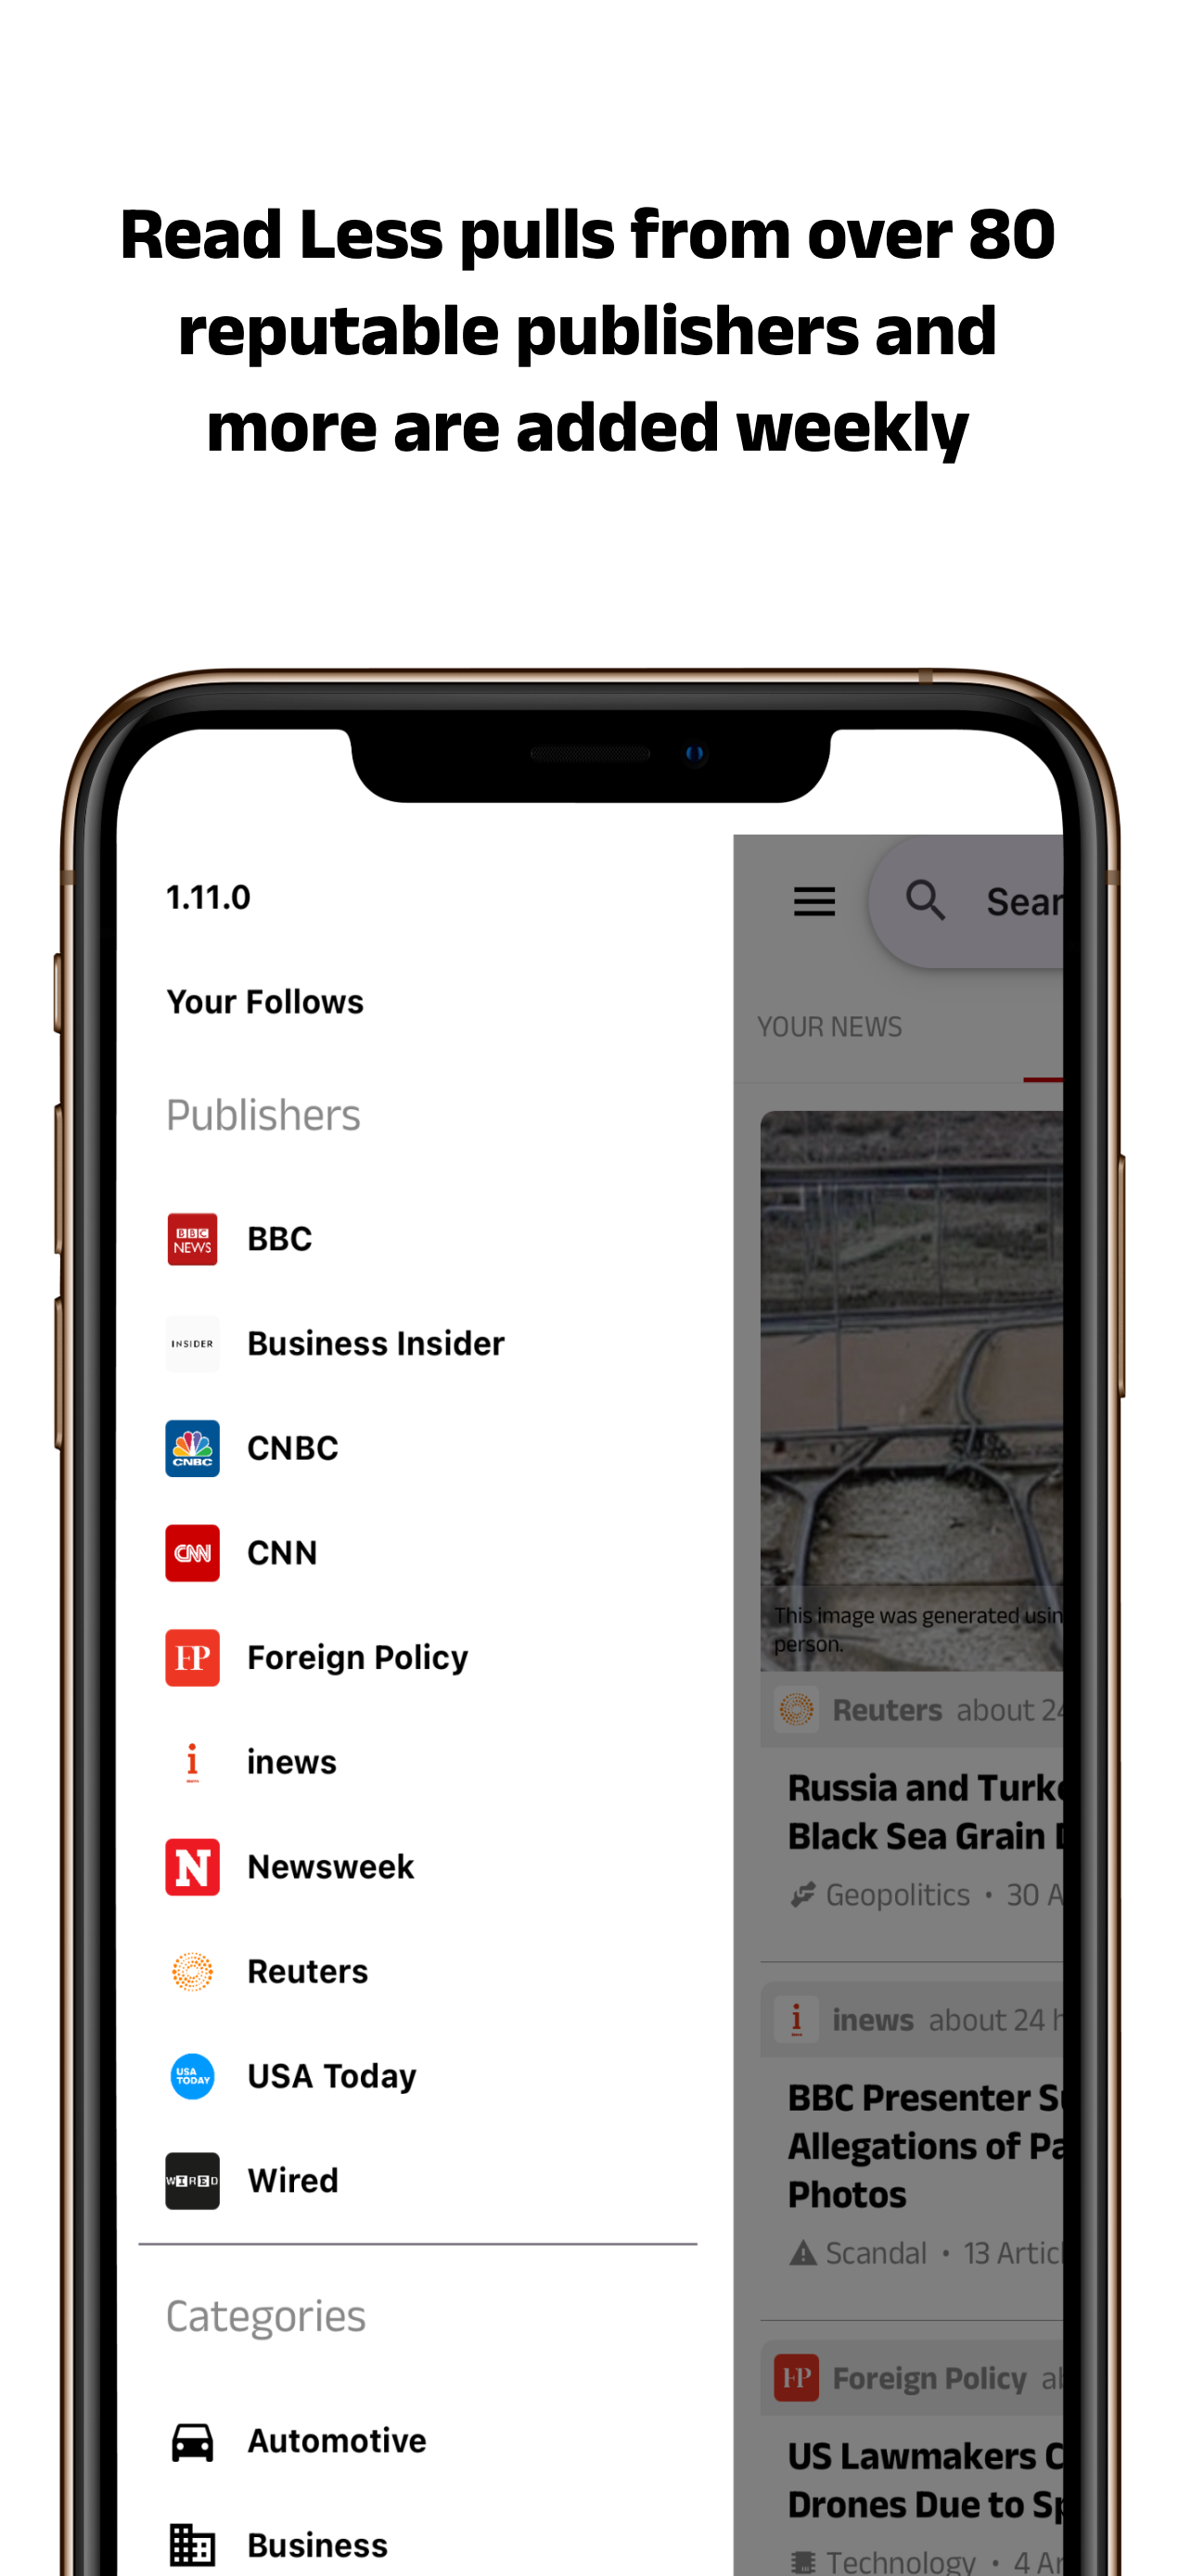 Read Less pulls from over 80
reputable publishers and
more are added weekly
1.11.0
Your Follows
Publishers
BBC NEWS BBC
INSIDER Business Insider
CNBC CNBC
CNN CNN
FP Foreign Policy
i inews
N Newsweek
Reuters
USA TODAY USA Today
WIRED Wired
Categories
Automotive
Business
Sear
YOUR NEWS
This image was generated usin
person.
Reuters about 24
Russia and Turke
Black Sea Grain D
Geopolitics • 30 A
i inews about 24 h
BBC Presenter Su
Allegations of Pa
Photos
Scandal • 13 Artic
FP Foreign Policy ab
US Lawmakers C
Drones Due to Sp
Technology • 4 Ar